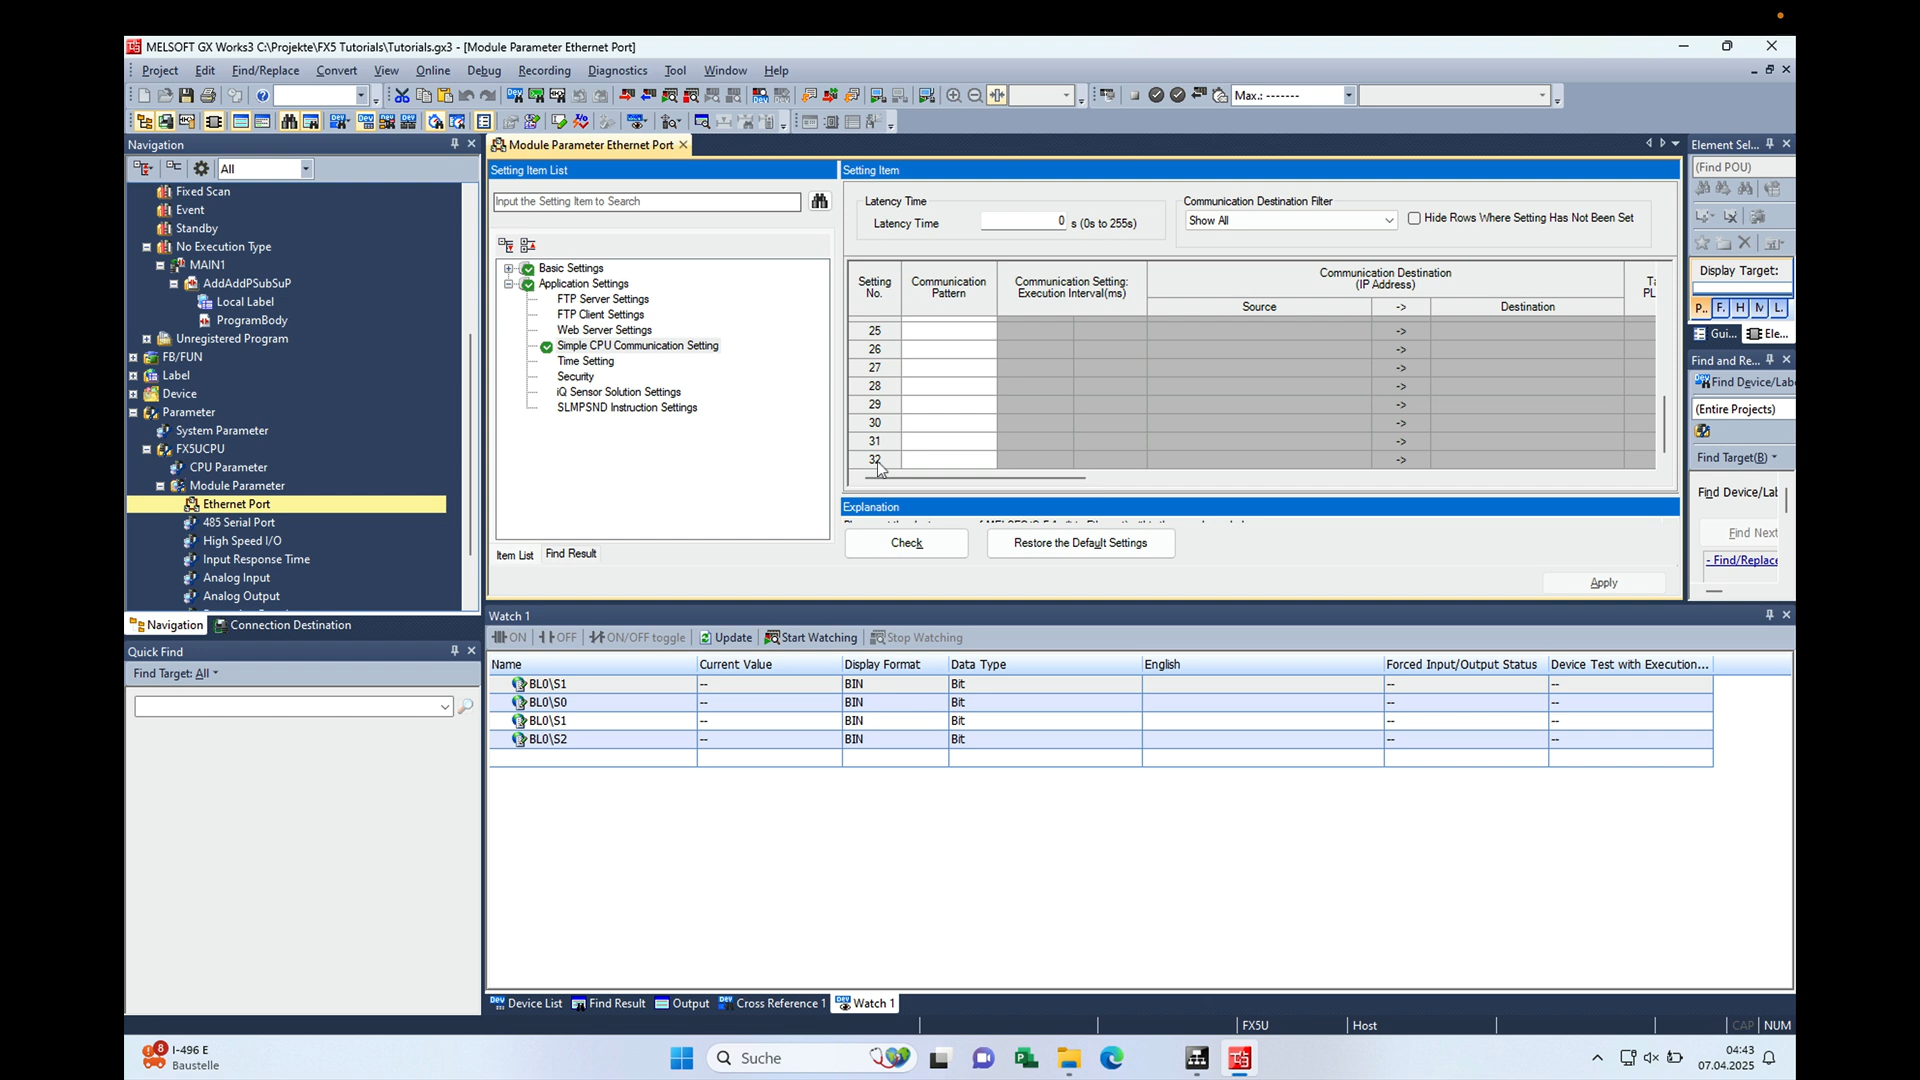 MELSOFT GX Works3 C:\Projekte\FX5 Tutorials\Tutorials.gx3 - [Module Parameter Ethernet Port]
Project Edit Find/Replace Convert View Online Debug Recording Diagnostics Tool Window Help
Max.: -------
Navigation
All
Fixed Scan
Event
Standby
No Execution Type
MAIN1
AddAddPSubSuP
Local Label
ProgramBody
Unregistered Program
FB/FUN
Label
Device
Parameter
System Parameter
FX5UCPU
CPU Parameter
Module Parameter
Ethernet Port
485 Serial Port
High Speed I/O
Input Response Time
Analog Input
Analog Output
Navigation Connection Destination
Quick Find
Find Target: All
Module Parameter Ethernet Port
Setting Item List
Input the Setting Item to Search
Basic Settings
Application Settings
FTP Server Settings
FTP Client Settings
Web Server Settings
Simple CPU Communication Setting
Time Setting
Security
iQ Sensor Solution Settings
SLMPSND Instruction Settings
Item List Find Result
Setting Item
Latency Time
Latency Time 0 s (0s to 255s)
Communication Destination Filter
Show All
Hide Rows Where Setting Has Not Been Set
Setting No. Communication Pattern Communication Setting: Execution Interval(ms) Communication Destination (IP Address)
Source -> Destination
25 ->
26 ->
27 ->
28 ->
29 ->
30 ->
31 ->
32 ->
Explanation
Check Restore the Default Settings
Apply
Element Sel...
(Find POU)
Display Target:
P.. F. H M L.
Gui... Ele...
Find and Re...
Find Device/Lab
(Entire Projects)
Find Target(B)
Find Device/Lab
Find Next
- Find/Replace
Watch 1
ON OFF ON/OFF toggle Update Start Watching Stop Watching
Name Current Value Display Format Data Type English Forced Input/Output Status Device Test with Execution...
BL0\S1 -- BIN Bit -- --
BL0\S0 -- BIN Bit -- --
BL0\S1 -- BIN Bit -- --
BL0\S2 -- BIN Bit -- --
Device List Find Result Output Cross Reference 1 Watch 1
FX5U Host CAP NUM
8
I-496 E
Baustelle
Suche
04:43
07.04.2025